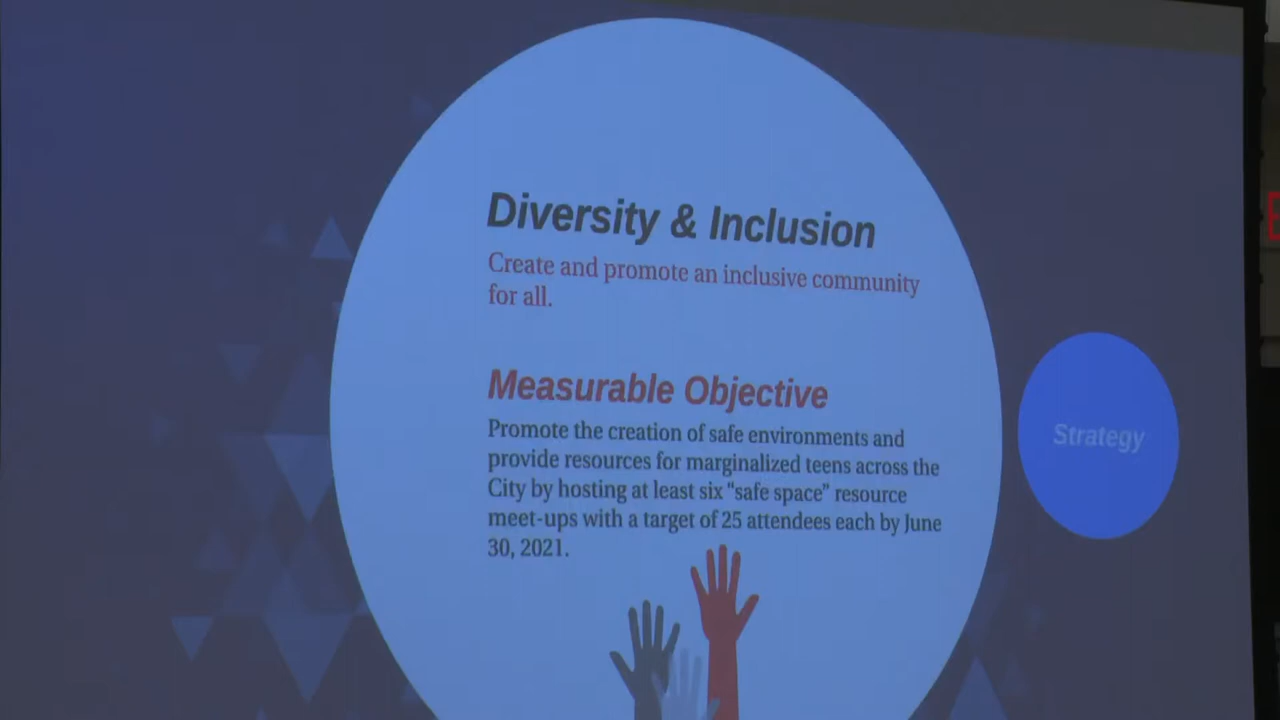 Diversity & Inclusion
Create and promote an inclusive community
for all.
Measurable Objective
Promote the creation of safe environments and
provide resources for marginalized teens across the
City by hosting at least six "safe space" resource
meet-ups with a target of 25 attendees each by June
30, 2021.
Strategy